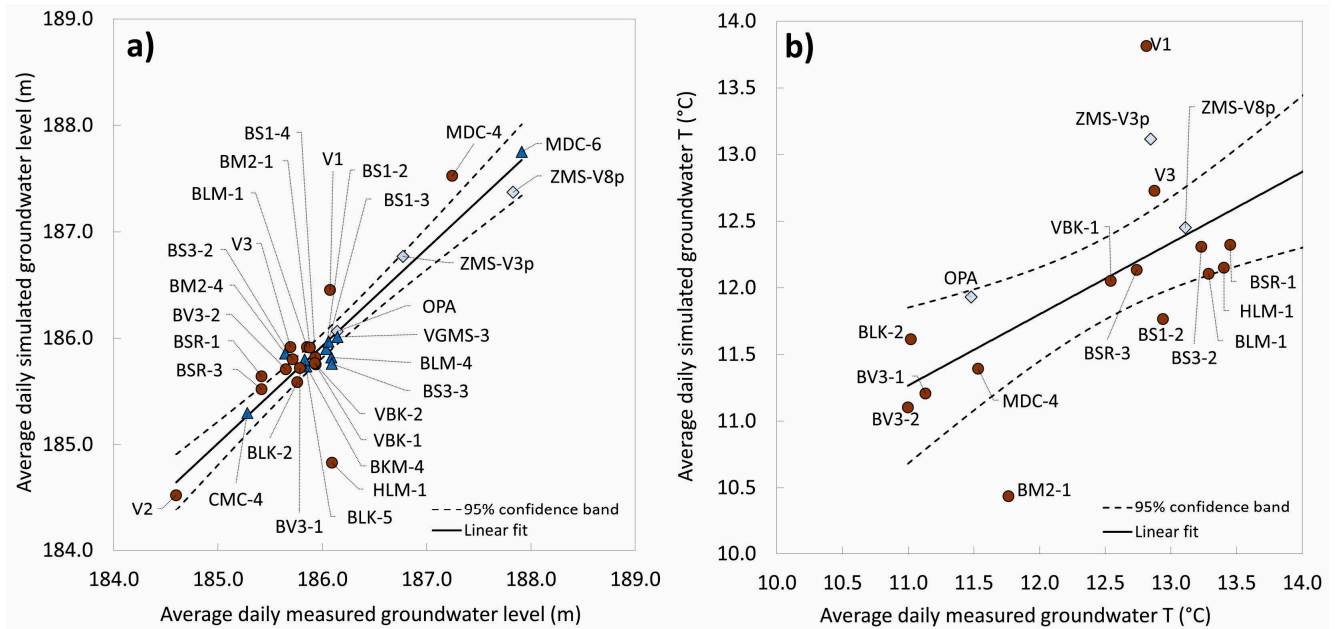 a)
Average daily simulated groundwater level (m)
189.0
188.0
187.0
186.0
185.0
184.0
BS1-4
BM2-1
BLM-1
V3
BS3-2
BM2-4
BV3-2
BSR-1
BSR-3
V1
BS1-2
BS1-3
MDC-4
MDC-6
ZMS-V8p
ZMS-V3p
OPA
VGMS-3
BLM-4
BS3-3
VBK-2
VBK-1
BKM-4
HLM-1
BLK-5
BV3-1
BLK-2
CMC-4
V2
95% confidence band
Linear fit
184.0 185.0 186.0 187.0 188.0 189.0
Average daily measured groundwater level (m)
b)
Average daily simulated groundwater T (°C)
14.0
13.5
13.0
12.5
12.0
11.5
11.0
10.5
10.0
V1
ZMS-V3p
ZMS-V8p
V3
VBK-1
OPA
BLK-2
BV3-1
BV3-2
MDC-4
BSR-3
BS1-2
BS3-2
BSR-1
HLM-1
BLM-1
BM2-1
95% confidence band
Linear fit
10.0 10.5 11.0 11.5 12.0 12.5 13.0 13.5 14.0
Average daily measured groundwater T (°C)